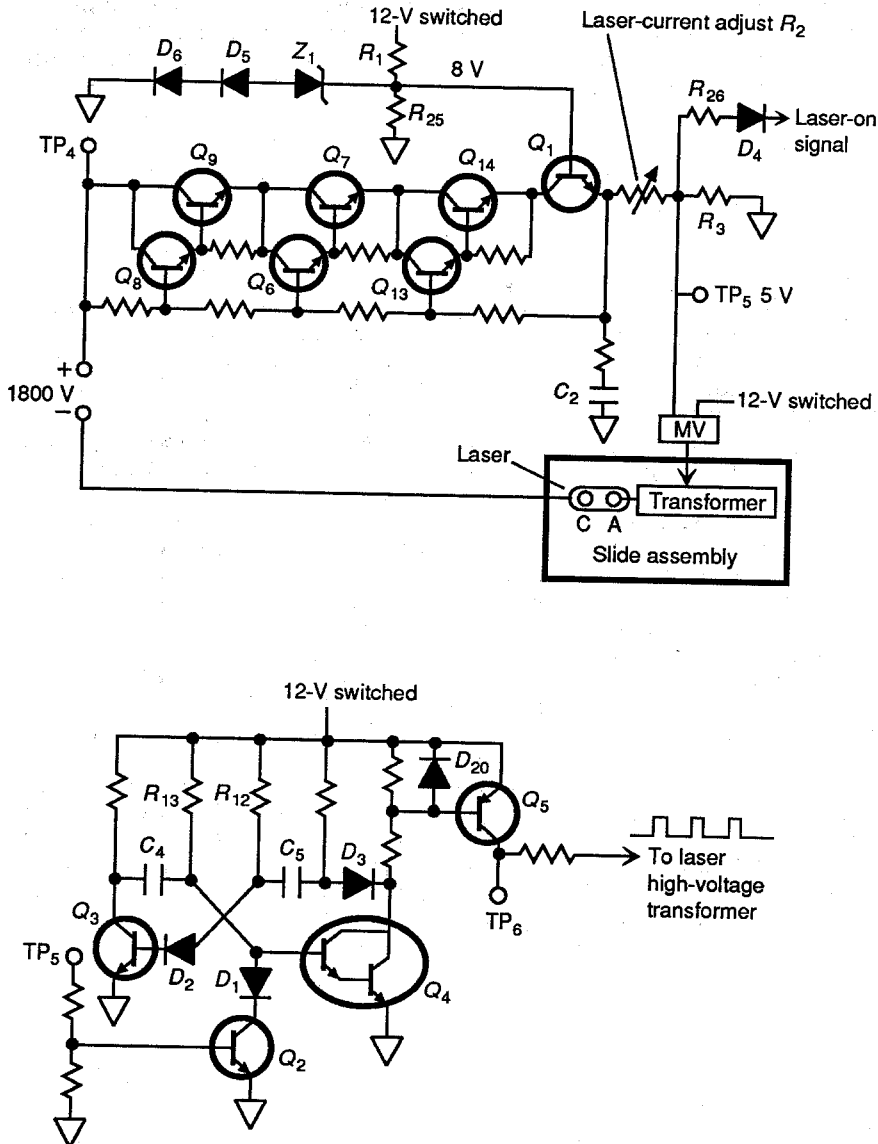 12-V switched
Laser-current adjust R2
D6
D5
Z1
R1
8 V
R25
R26
Laser-on
signal
D4
TP4
Q9
Q7
Q14
Q1
R3
Q8
Q6
Q13
TP5 5 V
+
1800 V
−
C2
12-V switched
MV
Laser
Transformer
C A
Slide assembly
12-V switched
D20
R13
R12
Q5
C4
C5
D3
To laser
high-voltage
transformer
TP6
Q3
TP5
D2
D1
Q4
Q2